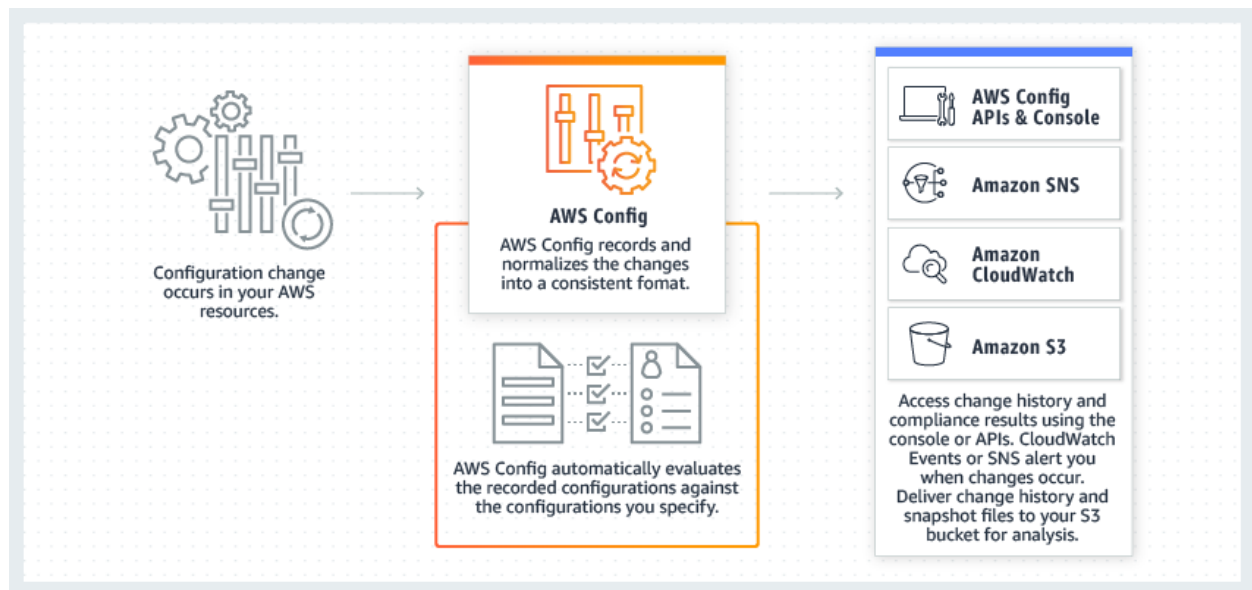 Configuration change
occurs in your AWS
resources.
AWS Config
AWS Config records and
normalizes the changes
into a consistent fomat.
AWS Config automatically evaluates
the recorded configurations against
the configurations you specify.
AWS Config
APIs & Console
Amazon SNS
Amazon
CloudWatch
Amazon S3
Access change history and
compliance results using the
console or APIs. CloudWatch
Events or SNS alert you
when changes occur.
Deliver change history and
snapshot files to your S3
bucket for analysis.